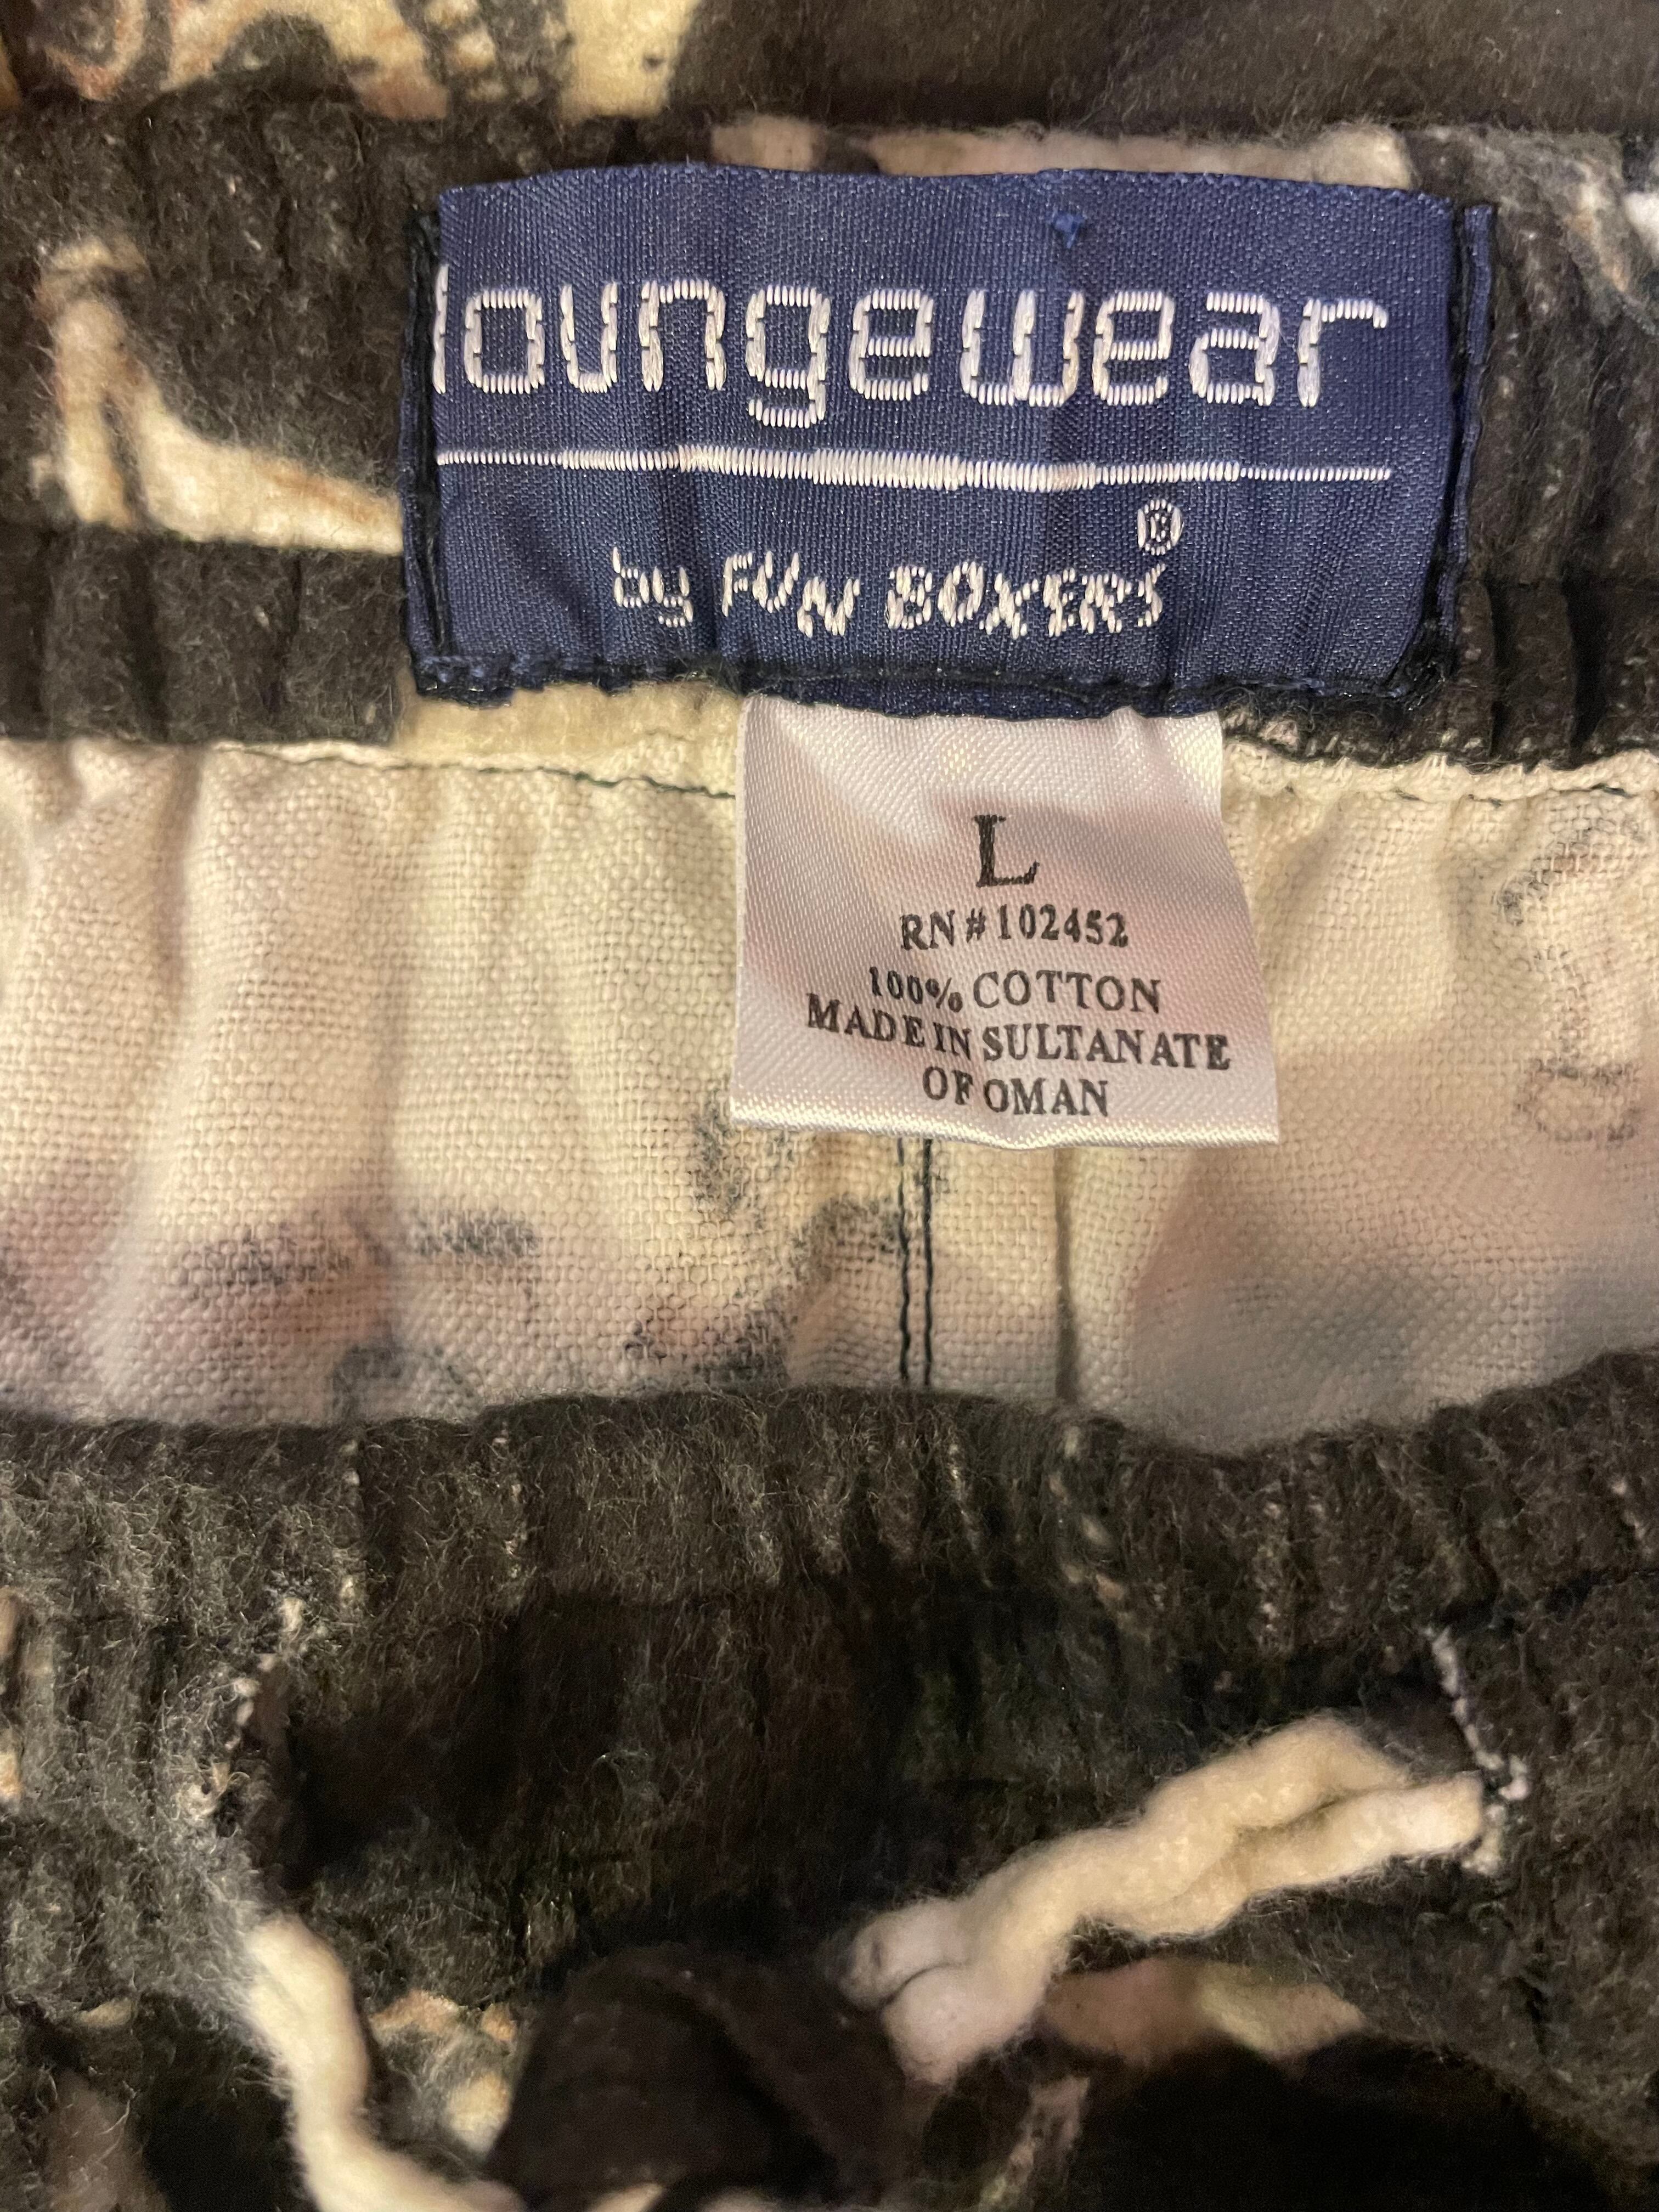 loungewear
by FUN BOXERS®
L
RN#102452
100% COTTON
MADE IN SULTANATE
OF OMAN